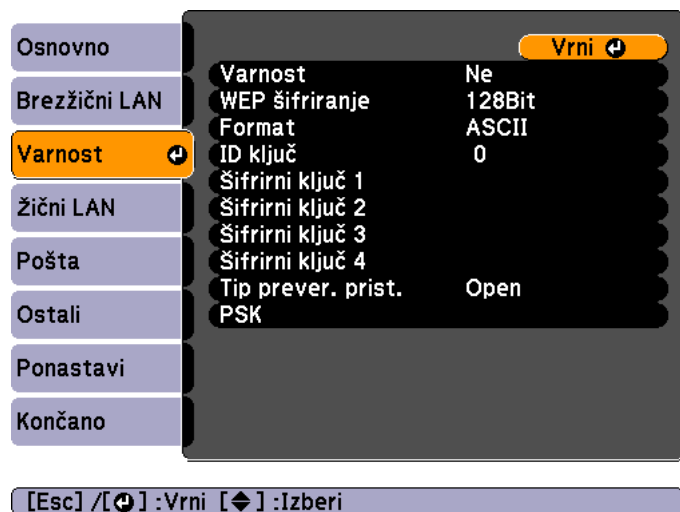 Osnovno
Brezžični LAN
Varnost
Žični LAN
Pošta
Ostali
Ponastavi
Končano
Vrni
Varnost Ne
WEP šifriranje 128Bit
Format ASCII
ID ključ 0
Šifrirni ključ 1
Šifrirni ključ 2
Šifrirni ključ 3
Šifrirni ključ 4
Tip prever. prist. Open
PSK
[Esc] /[⏎] :Vrni [◆] :Izberi